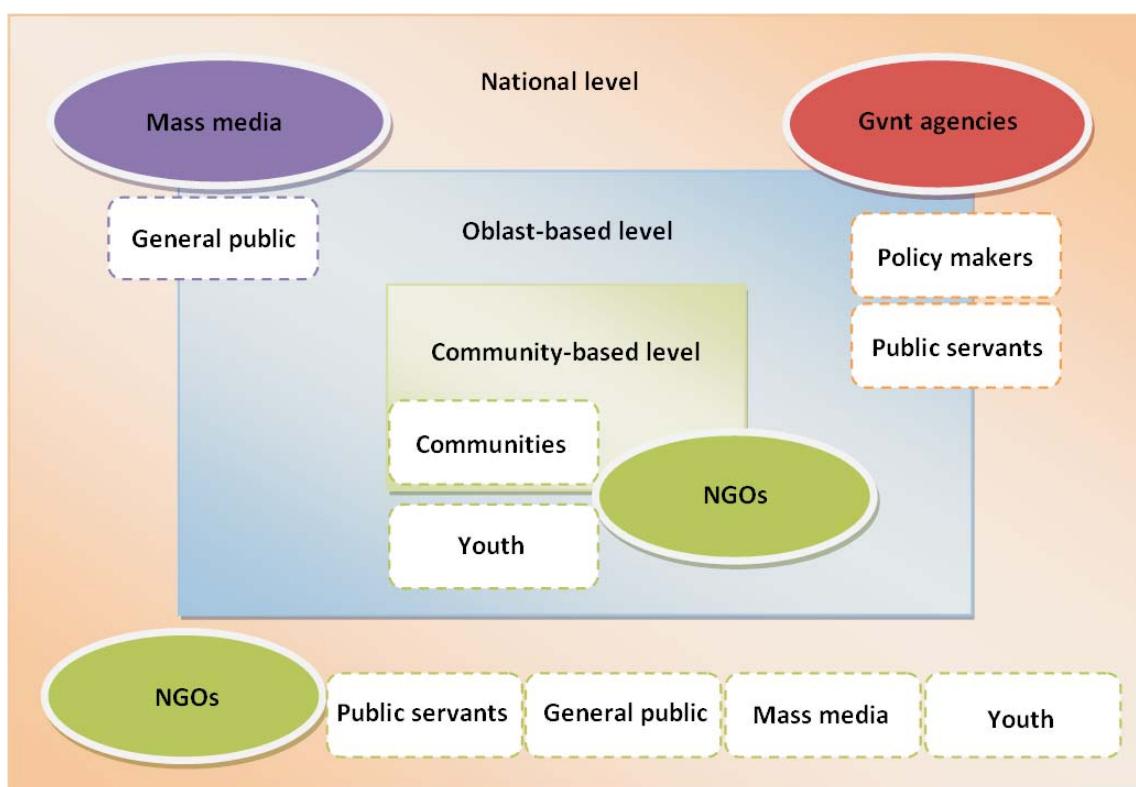 National level
Mass media
Gvnt agencies
General public
Oblast-based level
Policy makers
Public servants
Community-based level
Communities
NGOs
Youth
NGOs
Public servants
General public
Mass media
Youth